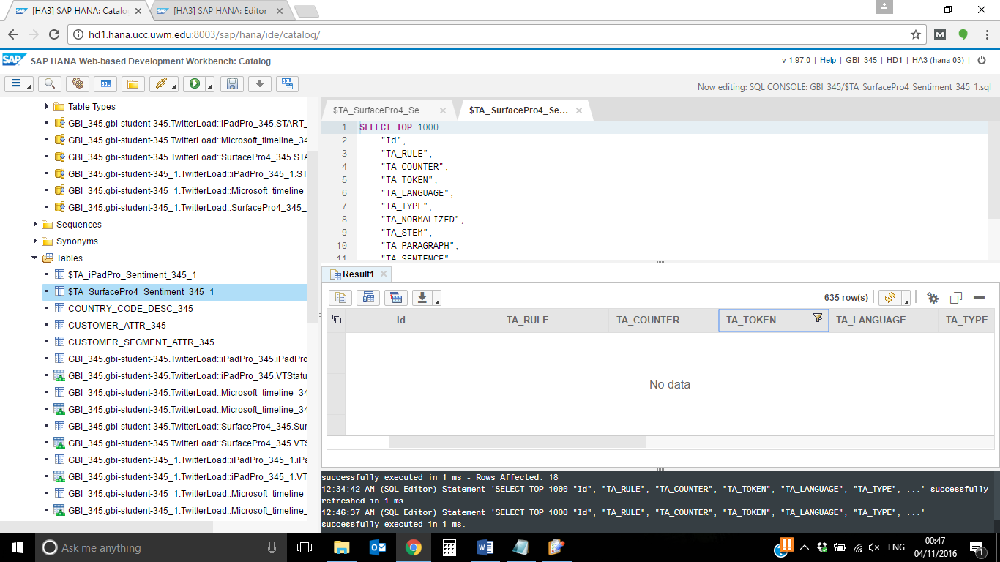 [HA3] SAP HANA: Catalo
[HA3] SAP HANA: Editor
hd1.hana.ucc.uwm.edu:8003/sap/hana/ide/catalog/
SAP SAP HANA Web-based Development Workbench: Catalog
v 1.97.0 | Help | GBI_345 | HD1 | HA3 (hana 03) |
Now editing: SQL CONSOLE: GBI_345/$TA_SurfacePro4_Sentiment_345_1.sql
Table Types
GBI_345.gbi-student-345.TwitterLoad::iPadPro_345.START_
GBI_345.gbi-student-345.TwitterLoad::Microsoft_timeline_34
GBI_345.gbi-student-345.TwitterLoad::SurfacePro4_345.STA
GBI_345.gbi-student-345_1.TwitterLoad::iPadPro_345_1.ST
GBI_345.gbi-student-345_1.TwitterLoad::Microsoft_timeline_
GBI_345.gbi-student-345_1.TwitterLoad::SurfacePro4_345_
Sequences
Synonyms
Tables
$TA_iPadPro_Sentiment_345_1
$TA_SurfacePro4_Sentiment_345_1
COUNTRY_CODE_DESC_345
CUSTOMER_ATTR_345
CUSTOMER_SEGMENT_ATTR_345
GBI_345.gbi-student-345.TwitterLoad::iPadPro_345.iPadPro
GBI_345.gbi-student-345.TwitterLoad::iPadPro_345.VTStatu
GBI_345.gbi-student-345.TwitterLoad::Microsoft_timeline_34
GBI_345.gbi-student-345.TwitterLoad::Microsoft_timeline_34
GBI_345.gbi-student-345.TwitterLoad::SurfacePro4_345.Sur
GBI_345.gbi-student-345.TwitterLoad::SurfacePro4_345.VTS
GBI_345.gbi-student-345_1.TwitterLoad::iPadPro_345_1.iPa
GBI_345.gbi-student-345_1.TwitterLoad::iPadPro_345_1.VT
GBI_345.gbi-student-345_1.TwitterLoad::Microsoft_timeline_
GBI_345.gbi-student-345_1.TwitterLoad::Microsoft_timeline_
$TA_SurfacePro4_Se...
$TA_SurfacePro4_Se...
1 SELECT TOP 1000
2 "Id",
3 "TA_RULE",
4 "TA_COUNTER",
5 "TA_TOKEN",
6 "TA_LANGUAGE",
7 "TA_TYPE",
8 "TA_NORMALIZED",
9 "TA_STEM",
10 "TA_PARAGRAPH",
11 "TA_SENTENCE"
Result1
635 row(s)
Id TA_RULE TA_COUNTER TA_TOKEN TA_LANGUAGE TA_TYPE
No data
successfully executed in 1 ms - Rows Affected: 18
12:34:42 AM (SQL Editor) Statement 'SELECT TOP 1000 "Id", "TA_RULE", "TA_COUNTER", "TA_TOKEN", "TA_LANGUAGE", "TA_TYPE", ...' successfully
refreshed in 1 ms.
12:46:37 AM (SQL Editor) Statement 'SELECT TOP 1000 "Id", "TA_RULE", "TA_COUNTER", "TA_TOKEN", "TA_LANGUAGE", "TA_TYPE", ...'
successfully executed in 1 ms.
Ask me anything
ENG
00:47
04/11/2016